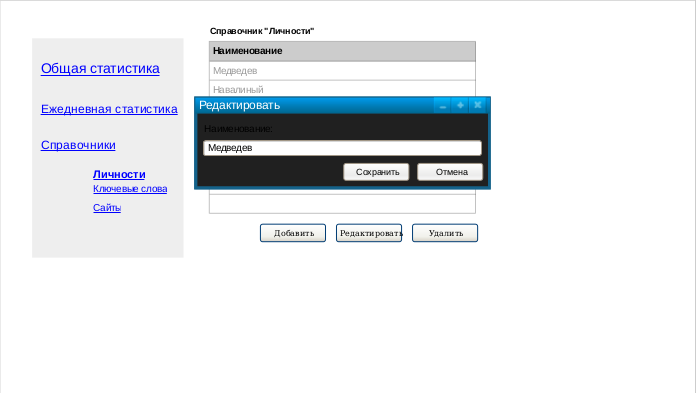 Справочник "Личности"
Общая статистика
Ежедневная статистика
Справочники
Личности
Ключевые слова
Сайты
Наименование
Медведев
Навалиный
Редактировать
Наименование:
Медведев
Сохранить
Отмена
Добавить
Редактировать
Удалить